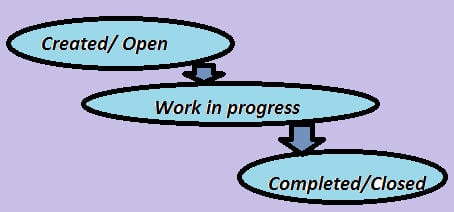 Created/ Open
Work in progress
Completed/Closed